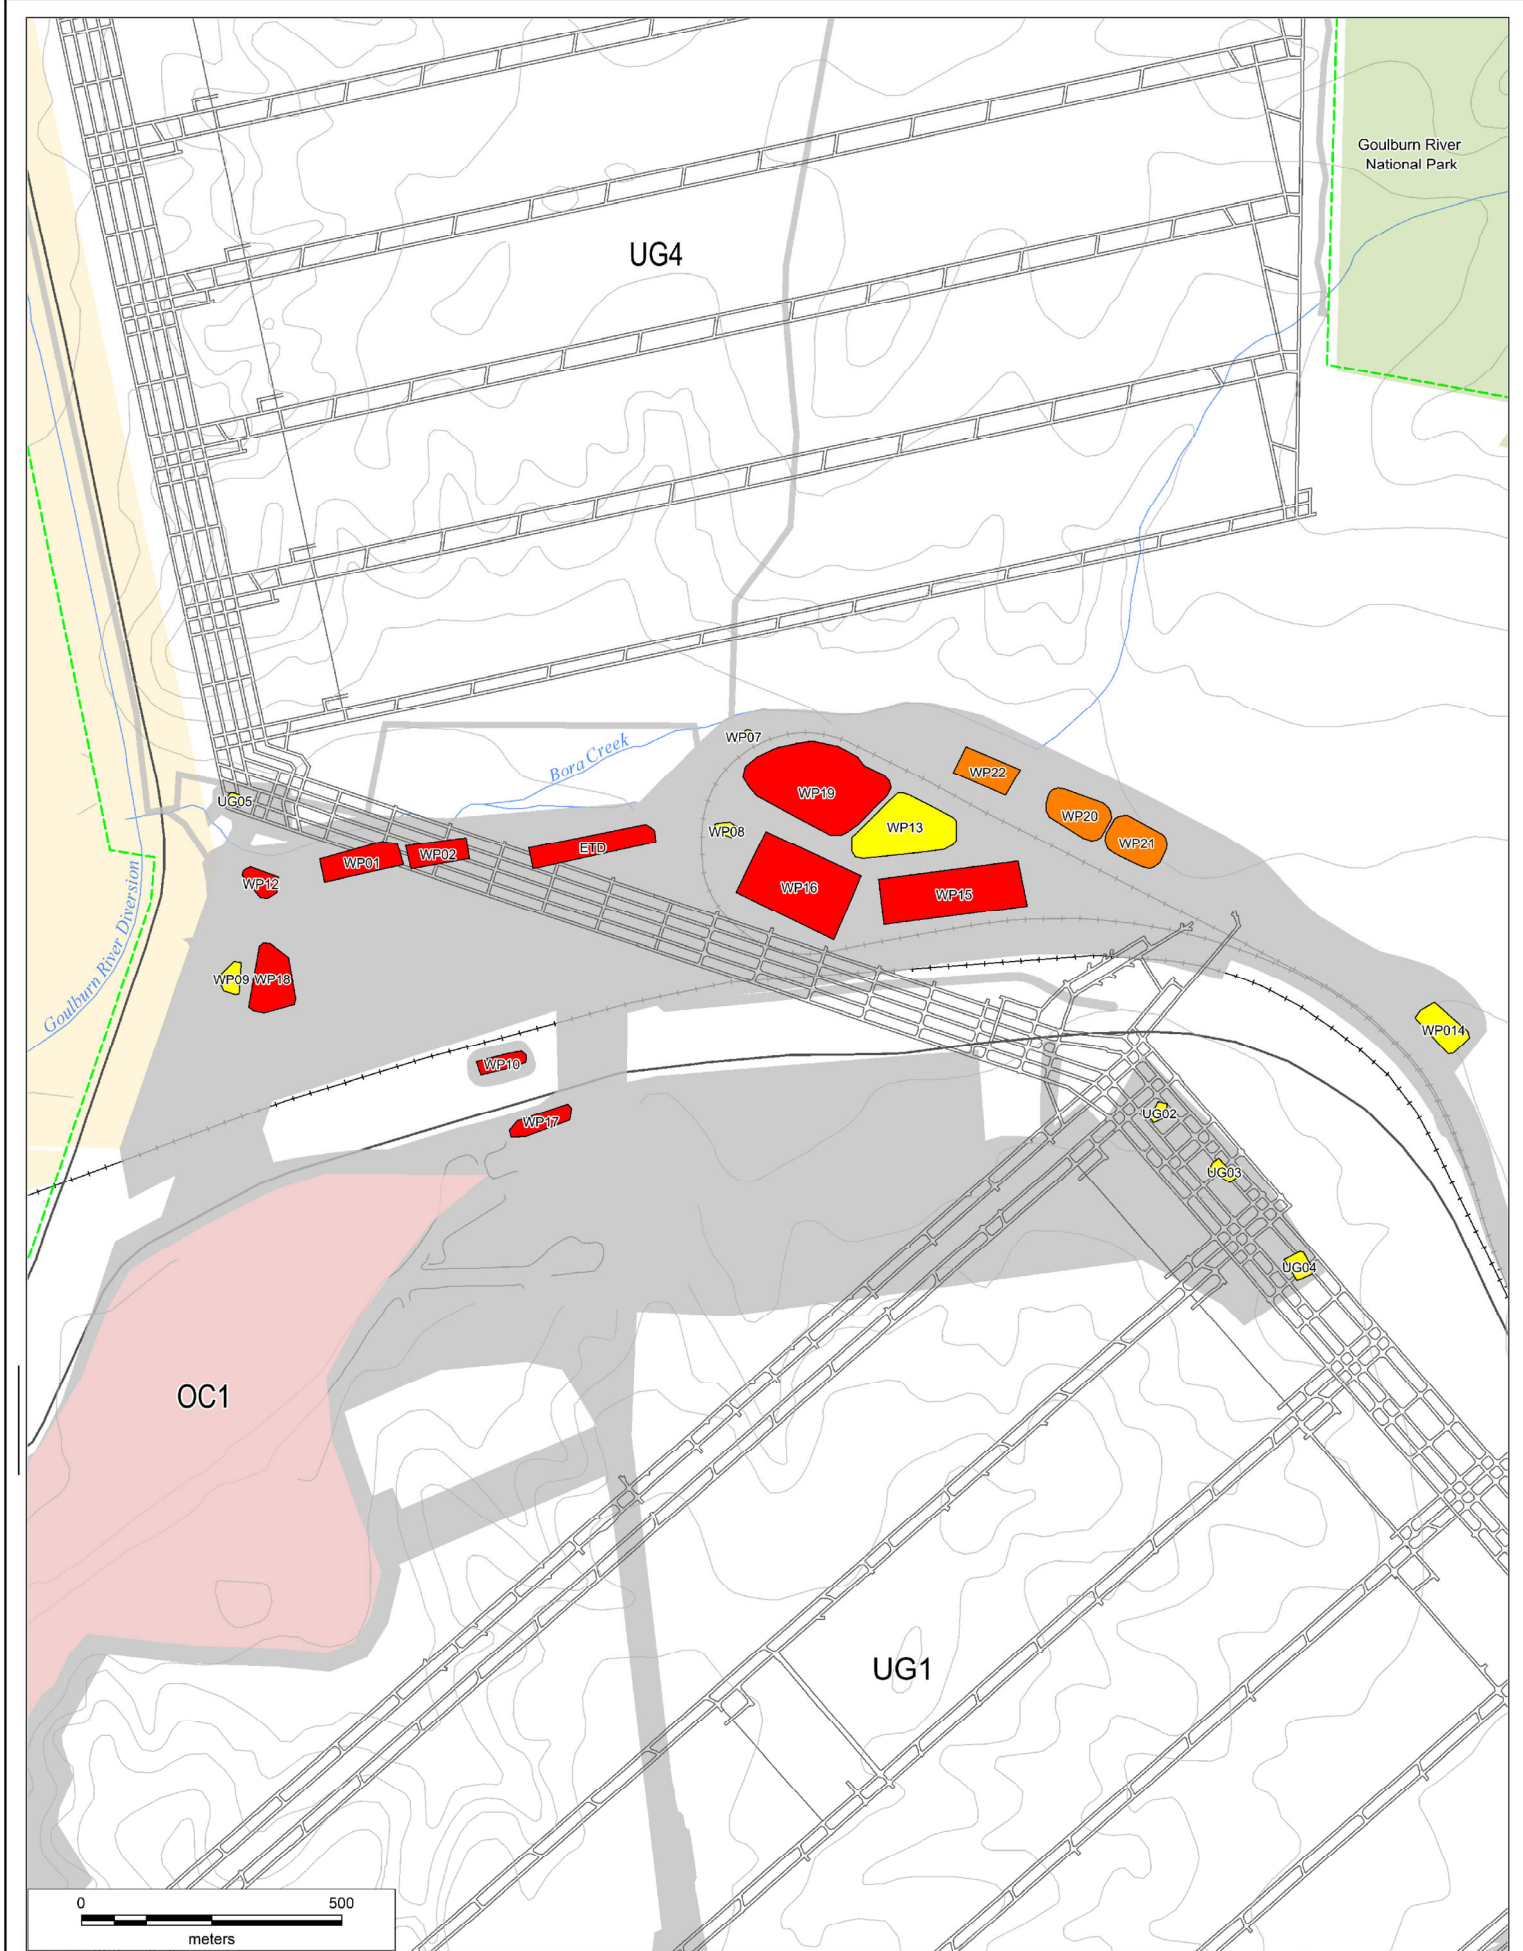 Goulburn River
National Park
UG4
Bora Creek
WP07
WP22
WP19
UG05
WP20
WP08
WP13
WP21
ETD
WP02
WP01
WP12
WP16
WP15
Goulburn River Diversion
WP09
WP18
WP014
WP10
UG02
WP17
UG03
UG04
OC1
UG1
0
500
meters